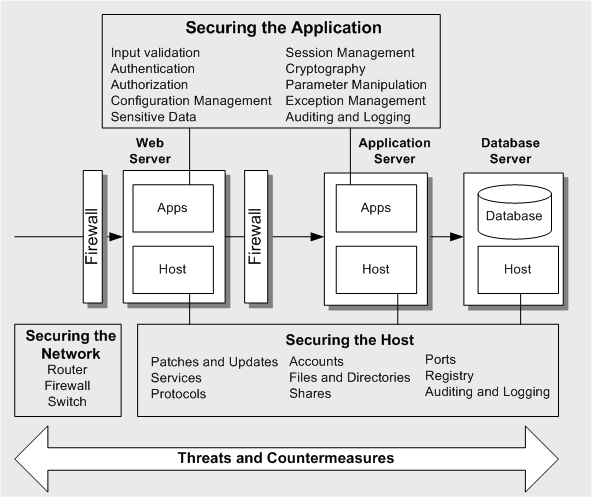 Securing the Application
Input validation
Authentication
Authorization
Configuration Management
Sensitive Data
Session Management
Cryptography
Parameter Manipulation
Exception Management
Auditing and Logging
Web
Server
Application
Server
Database
Server
Firewall
Apps
Host
Firewall
Apps
Host
Database
Host
Securing the
Network
Router
Firewall
Switch
Securing the Host
Patches and Updates
Services
Protocols
Accounts
Files and Directories
Shares
Ports
Registry
Auditing and Logging
Threats and Countermeasures